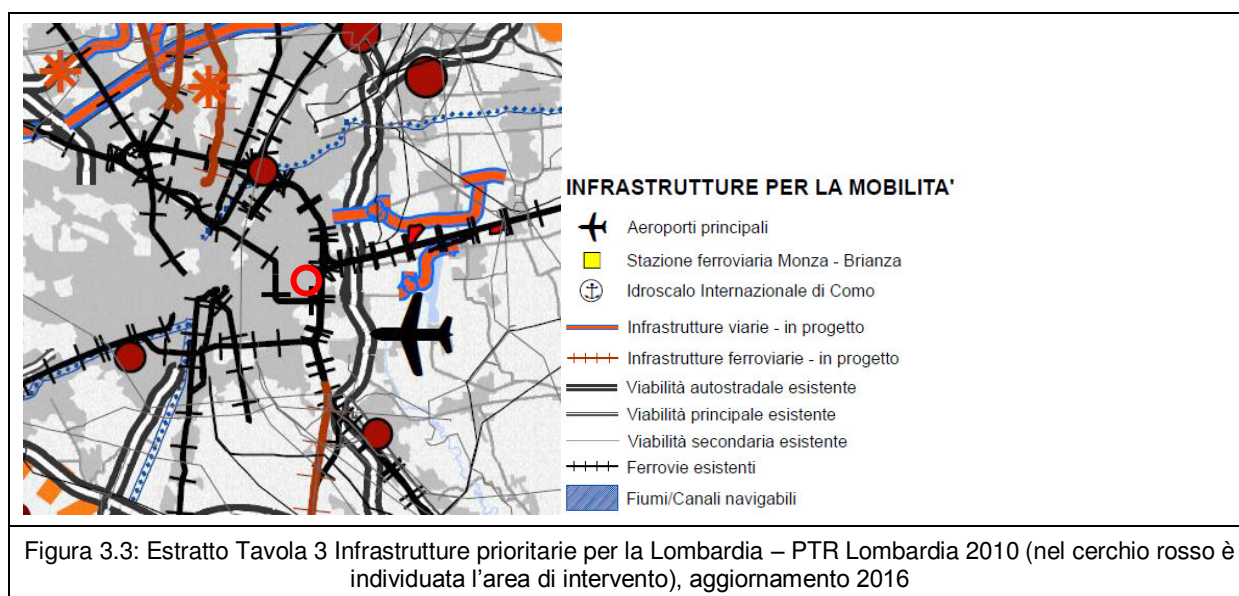 INFRASTRUTTURE PER LA MOBILITA'
Aeroporti principali
Stazione ferroviaria Monza - Brianza
Idroscalo Internazionale di Como
Infrastrutture viarie - in progetto
Infrastrutture ferroviarie - in progetto
Viabilità autostradale esistente
Viabilità principale esistente
Viabilità secondaria esistente
Ferrovie esistenti
Fiumi/Canali navigabili
Figura 3.3: Estratto Tavola 3 Infrastrutture prioritarie per la Lombardia – PTR Lombardia 2010 (nel cerchio rosso è
individuata l'area di intervento), aggiornamento 2016